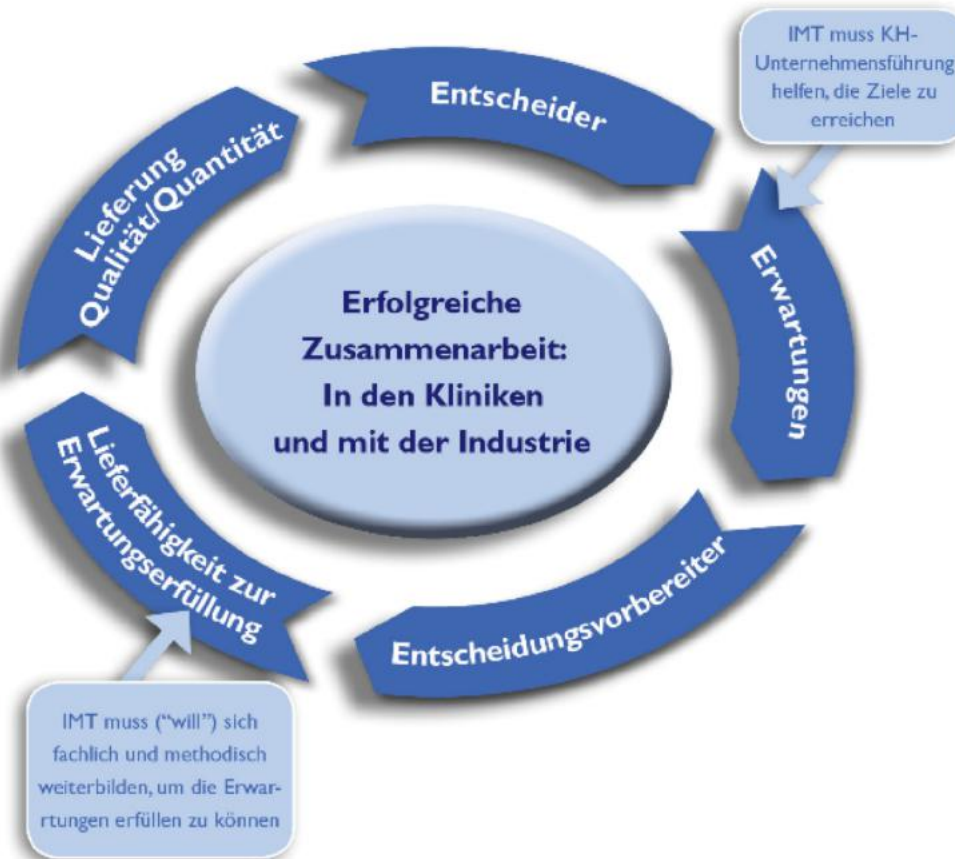 IMT muss KH-
Unternehmensführung
helfen, die Ziele zu
erreichen
Entscheider
Erwartungen
Entscheidungsvorbereiter
Lieferfähigkeit zur
Erwartungserfüllung
Lieferung
Qualität/Quantität
Erfolgreiche
Zusammenarbeit:
In den Kliniken
und mit der Industrie
IMT muss (“will”) sich
fachlich und methodisch
weiterbilden, um die Erwar-
rtungen erfüllen zu können